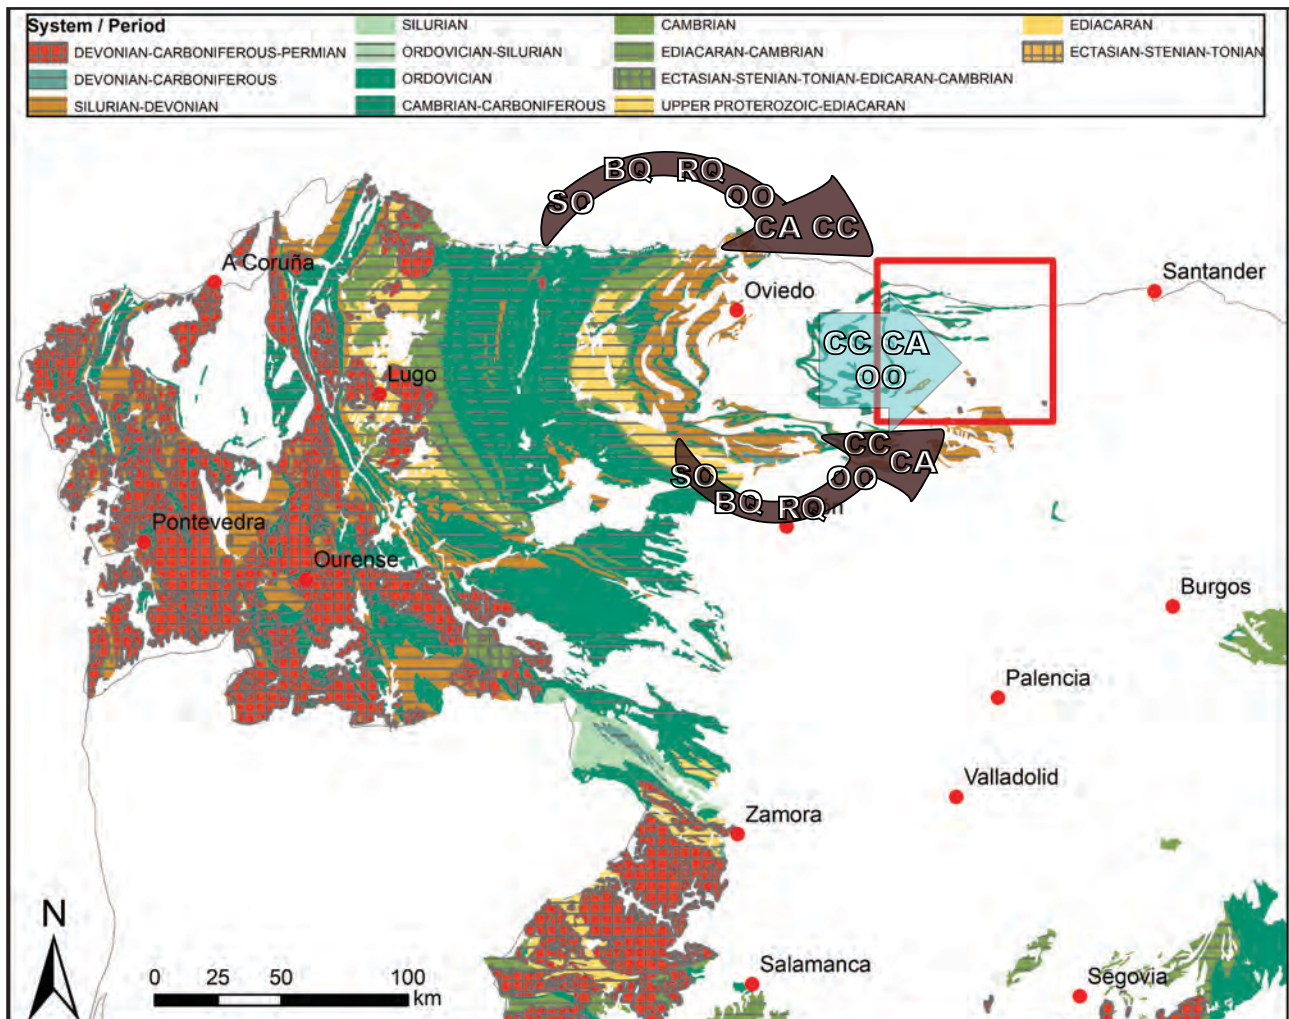 System / Period
DEVONIAN-CARBONIFEROUS-PERMIAN
DEVONIAN-CARBONIFEROUS
SILURIAN-DEVONIAN
SILURIAN
ORDOVICIAN-SILURIAN
ORDOVICIAN
CAMBRIAN-CARBONIFEROUS
CAMBRIAN
EDIACARAN-CAMBRIAN
ECTASIAN-STENIAN-TONIAN-EDICARAN-CAMBRIAN
UPPER PROTEROZOIC-EDIACARAN
EDIACARAN
ECTASIAN-STENIAN-TONIAN
SO BQ RQ OO CA CC
A Coruña
Oviedo
Santander
CC CA
OO
Lugo
CC
CA
OO
SO
BQ
RQ
Pontevedra
Ourense
Burgos
Palencia
Valladolid
Zamora
Salamanca
Segovia
N
0 25 50 100
km